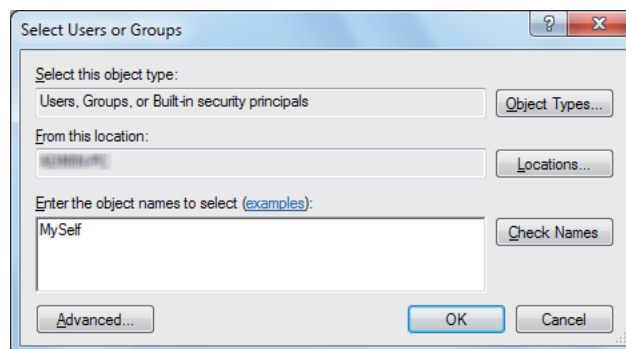 Select Users or Groups
Select this object type:
Users, Groups, or Built-in security principals
Object Types...
From this location:
Locations...
Enter the object names to select (examples):
MySelf
Check Names
Advanced...
OK
Cancel